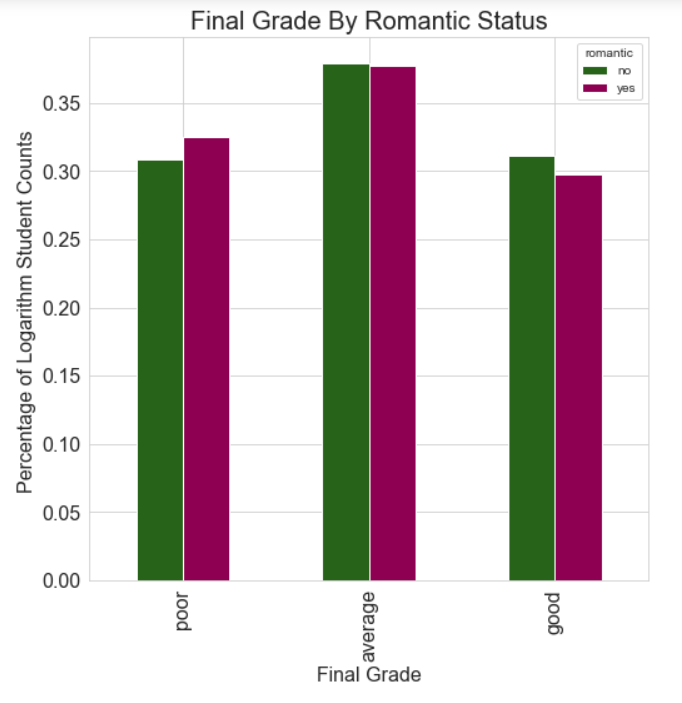 Final Grade By Romantic Status
romantic
no
yes
Percentage of Logarithm Student Counts
0.35
0.30
0.25
0.20
0.15
0.10
0.05
0.00
poor
average
good
Final Grade